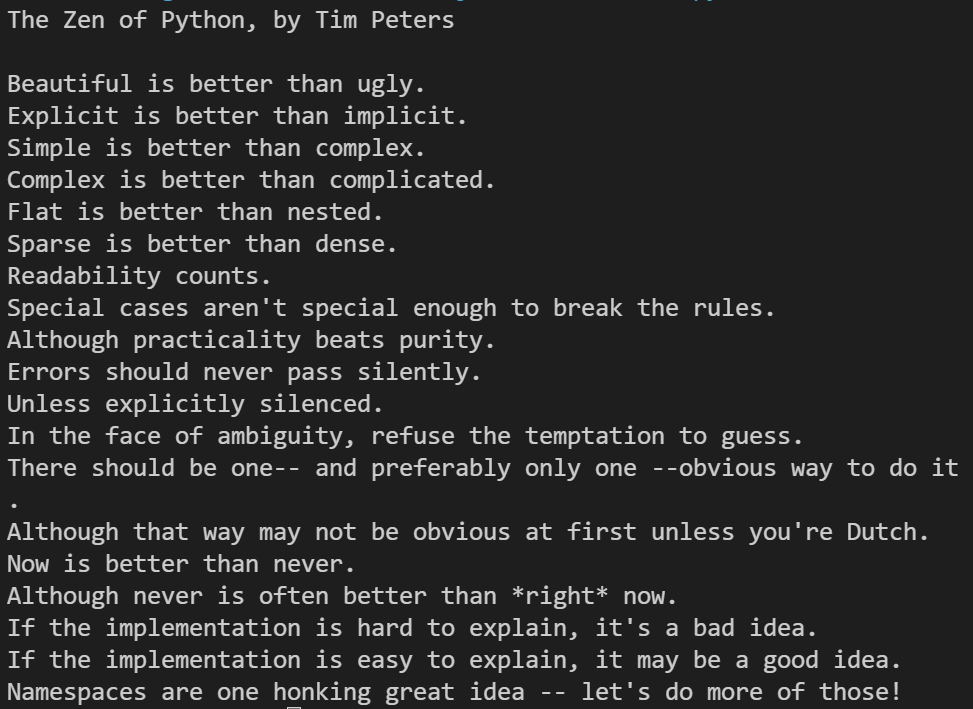 The Zen of Python, by Tim Peters

Beautiful is better than ugly.
Explicit is better than implicit.
Simple is better than complex.
Complex is better than complicated.
Flat is better than nested.
Sparse is better than dense.
Readability counts.
Special cases aren't special enough to break the rules.
Although practicality beats purity.
Errors should never pass silently.
Unless explicitly silenced.
In the face of ambiguity, refuse the temptation to guess.
There should be one-- and preferably only one --obvious way to do it
.
Although that way may not be obvious at first unless you're Dutch.
Now is better than never.
Although never is often better than *right* now.
If the implementation is hard to explain, it's a bad idea.
If the implementation is easy to explain, it may be a good idea.
Namespaces are one honking great idea -- let's do more of those!